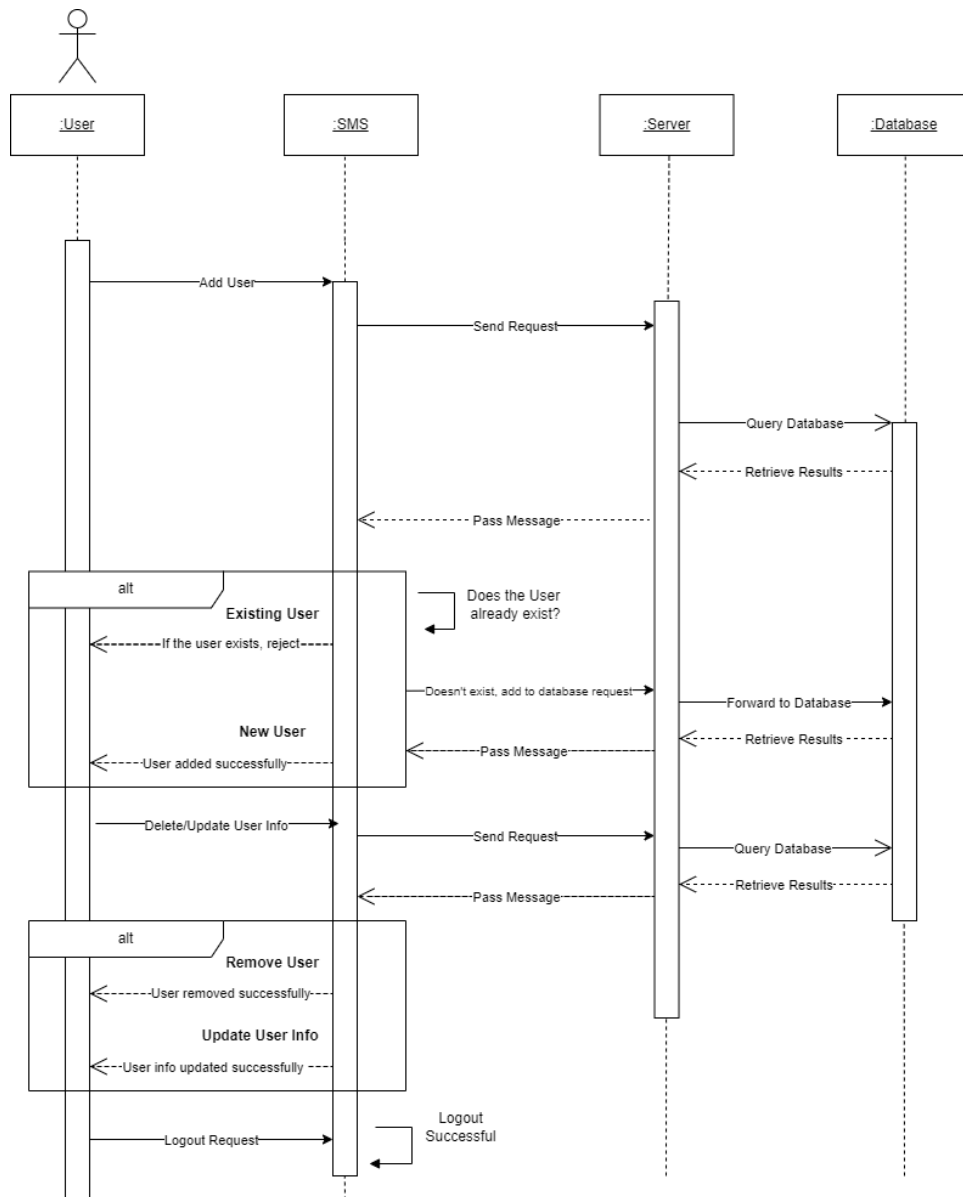 :User
:SMS
:Server
:Database
Add User
Send Request
Query Database
Retrieve Results
Pass Message
alt
Does the User
already exist?
Existing User
If the user exists, reject
Doesn't exist, add to database request
Forward to Database
New User
Retrieve Results
Pass Message
User added successfully
Delete/Update User Info
Send Request
Query Database
Retrieve Results
Pass Message
alt
Remove User
User removed successfully
Update User Info
User info updated successfully
Logout
Successful
Logout Request